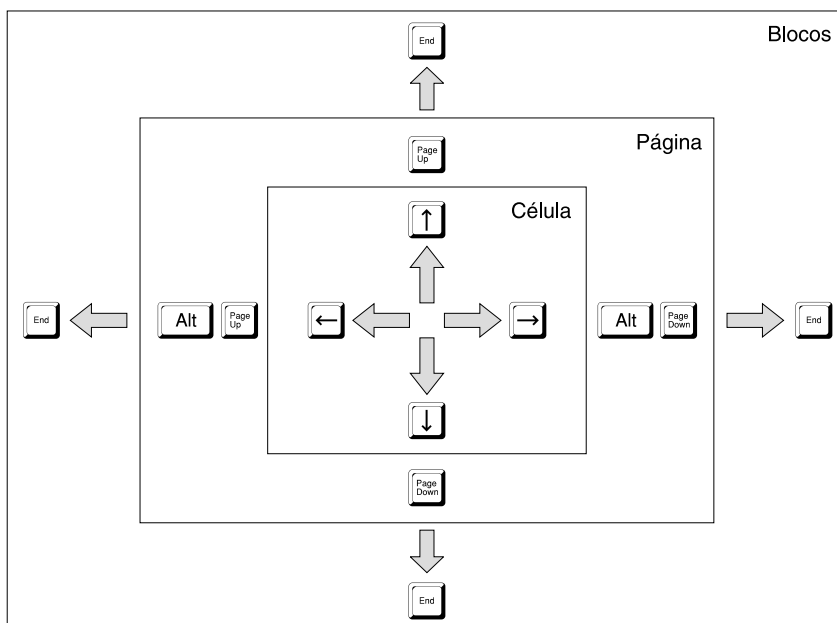 End
Blocos
Página
Page
Up
Célula
↑
End
Alt
Page
Up
←
→
Alt
Page
Down
End
↓
Page
Down
End